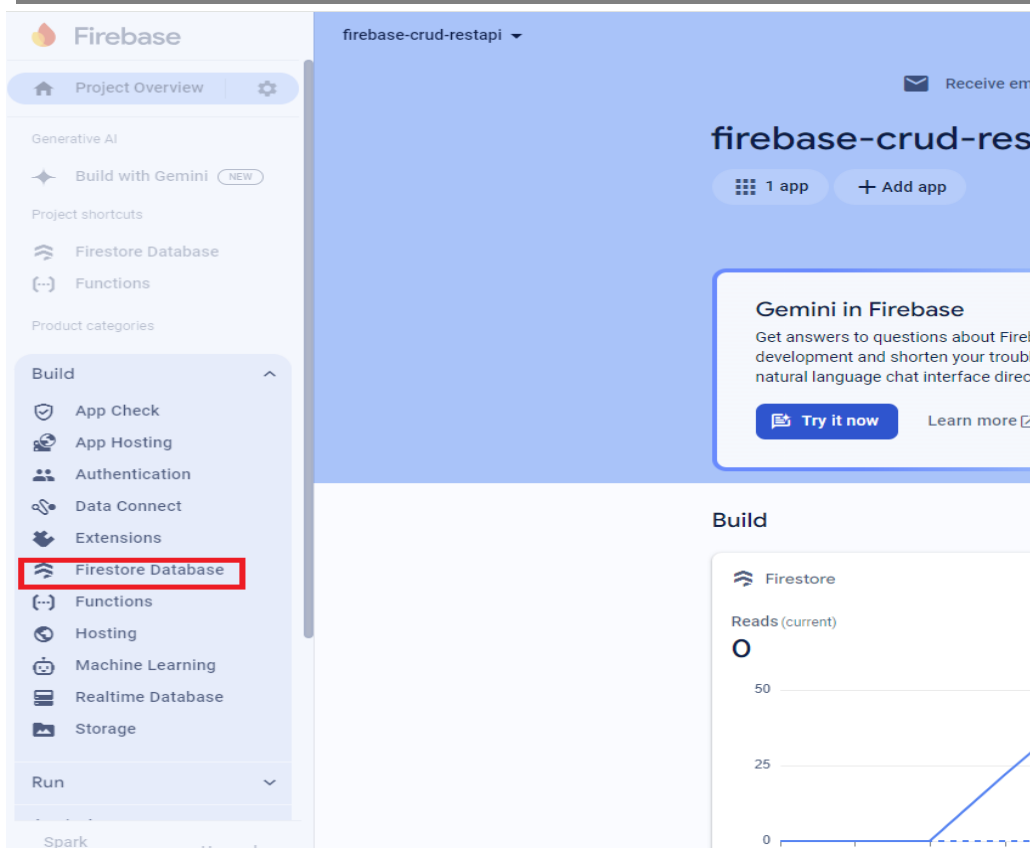 Firebase
Project Overview
Generative AI
Build with Gemini NEW
Project shortcuts
Firestore Database
Functions
Product categories
Build
App Check
App Hosting
Authentication
Data Connect
Extensions
Firestore Database
Functions
Hosting
Machine Learning
Realtime Database
Storage
Run
Spark
firebase-crud-restapi
Receive em
firebase-crud-res
1 app
+ Add app
Gemini in Firebase
Get answers to questions about Fire
development and shorten your troub
natural language chat interface direc
Try it now
Learn more
Build
Firestore
Reads (current)
0
50
25
0